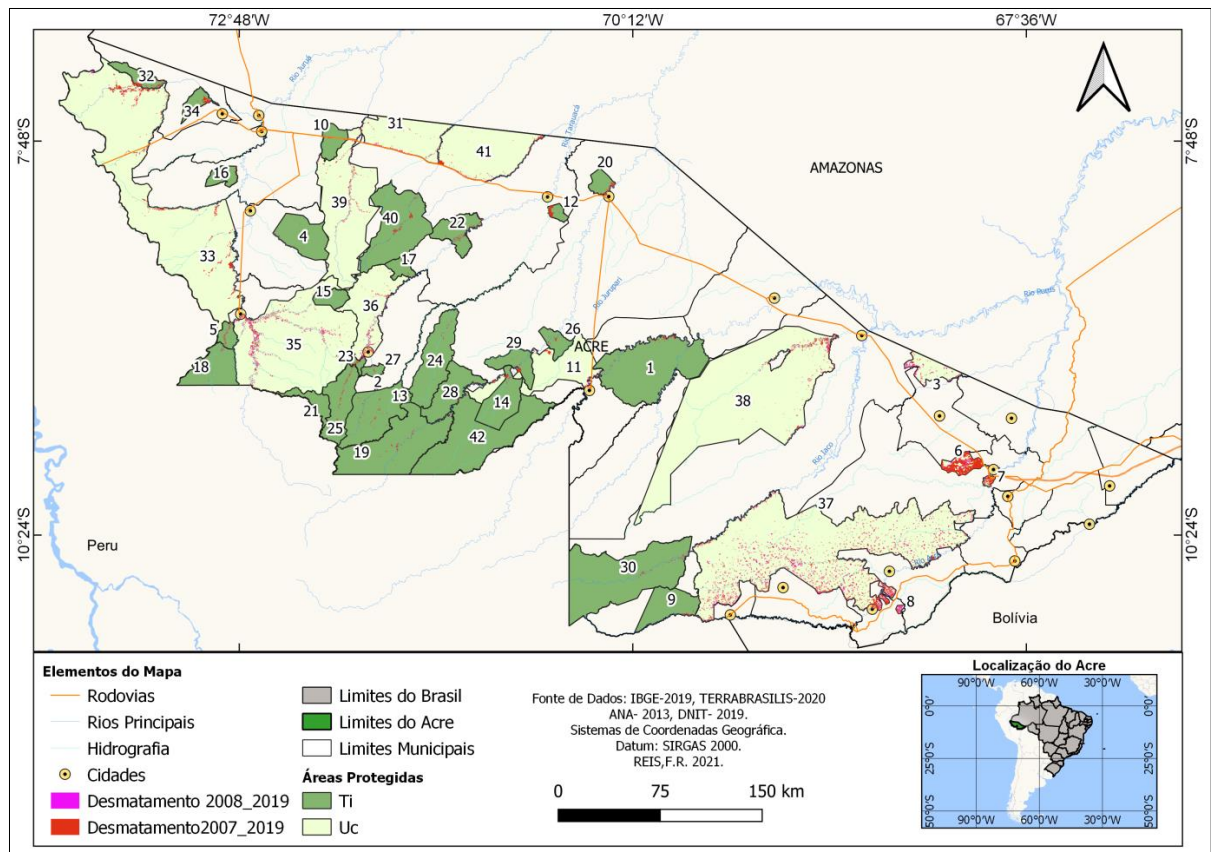 72°48'W
70°12'W
67°36'W
7°48'S
10°24'S
7°48'S
10°24'S
32
34
Rio Juruá
10
31
41
Rio Tarauacá
20
AMAZONAS
16
39
40
22
12
4
33
17
Rio Jurupari
15
36
Rio Purus
5
35
26
ACRE
23
27
24
29
11
1
18
2
38
3
13
28
14
21
25
42
Rio Iaco
6
7
19
37
Peru
30
Rio Acre
9
8
Bolívia
Elementos do Mapa
Rodovias
Rios Principais
Hidrografia
Cidades
Desmatamento 2008_2019
Desmatamento2007_2019
Limites do Brasil
Limites do Acre
Limites Municipais
Áreas Protegidas
Ti
Uc
Fonte de Dados: IBGE-2019, TERRABRASILIS-2020
ANA- 2013, DNIT- 2019.
Sistemas de Coordenadas Geográfica.
Datum: SIRGAS 2000.
REIS,F.R. 2021.
0 75 150 km
Localização do Acre
90°0'W 60°0'W 30°0'W
0°0'
0°0'
25°0'S
25°0'S
50°0'S
50°0'S
90°0'W 60°0'W 30°0'W